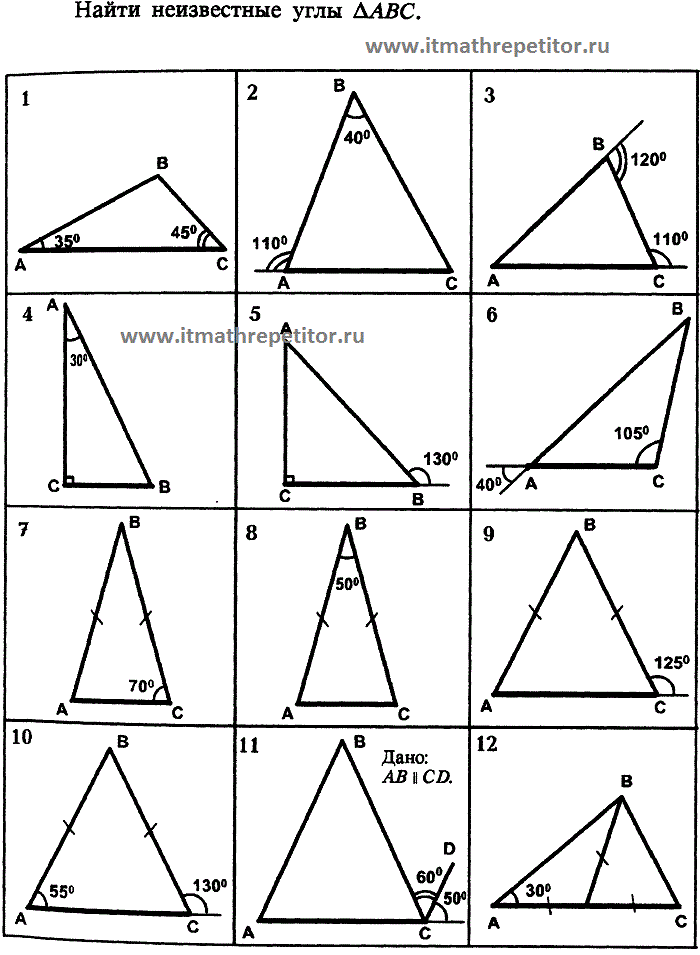 Найти неизвестные углы ΔABC.
www.itmathrepetitor.ru
1
B
35⁰
45⁰
A
C
2
B
40⁰
110⁰
A
C
3
B
120⁰
110⁰
A
C
4
A
www.itmathrepetitor.ru
30⁰
C
B
5
A
130⁰
C
B
6
B
105⁰
40⁰
A
C
7
B
70⁰
A
C
8
B
50⁰
A
C
9
B
125⁰
A
C
10
B
55⁰
130⁰
A
C
11
B
Дано:
AB ∥ CD.
D
60⁰
50⁰
A
C
12
B
30⁰
A
C